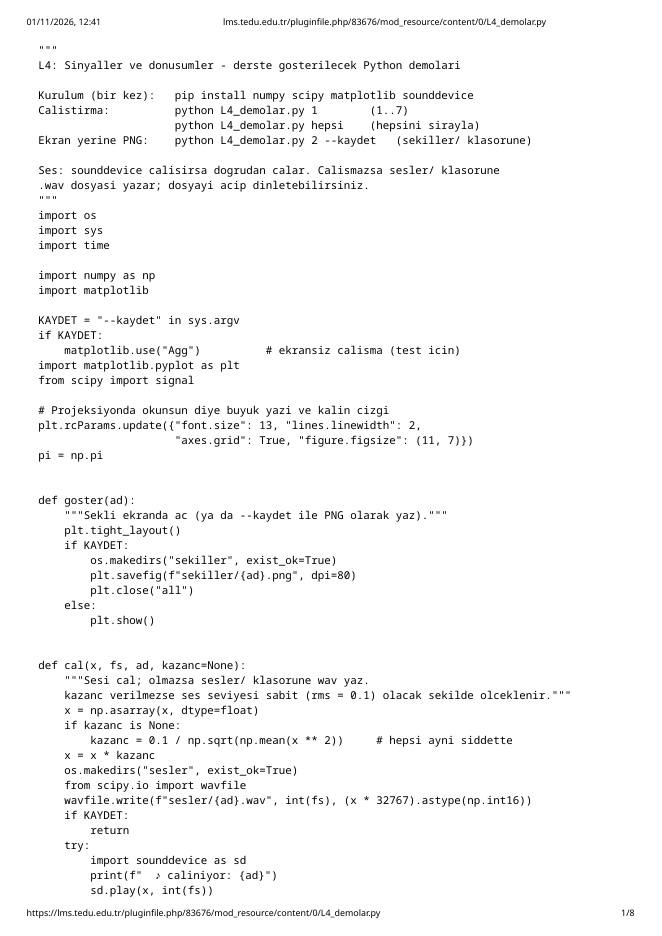 01/11/2026, 12:41 lms.tedu.edu.tr/pluginfile.php/83676/mod_resource/content/0/L4_demolar.py
"""
L4: Sinyaller ve donusumler - derste gosterilecek Python demolari
Kurulum (bir kez):   pip install numpy scipy matplotlib sounddevice
Calistirma:          python L4_demolar.py 1        (1..7)
                     python L4_demolar.py hepsi    (hepsini sirayla)
Ekran yerine PNG:    python L4_demolar.py 2 --kaydet   (sekiller/ klasorune)
Ses: sounddevice calisirsa dogrudan calar. Calismazsa sesler/ klasorune
.wav dosyasi yazar; dosyayi acip dinletebilirsiniz.
"""
import os
import sys
import time
import numpy as np
import matplotlib
KAYDET = "--kaydet" in sys.argv
if KAYDET:
    matplotlib.use("Agg")          # ekransiz calisma (test icin)
import matplotlib.pyplot as plt
from scipy import signal
# Projeksiyonda okunsun diye buyuk yazi ve kalin cizgi
plt.rcParams.update({"font.size": 13, "lines.linewidth": 2,
                     "axes.grid": True, "figure.figsize": (11, 7)})
pi = np.pi
def goster(ad):
    """Sekli ekranda ac (ya da --kaydet ile PNG olarak yaz)."""
    plt.tight_layout()
    if KAYDET:
        os.makedirs("sekiller", exist_ok=True)
        plt.savefig(f"sekiller/{ad}.png", dpi=80)
        plt.close("all")
    else:
        plt.show()
def cal(x, fs, ad, kazanc=None):
    """Sesi cal; olmazsa sesler/ klasorune wav yaz.
    kazanc verilmezse ses seviyesi sabit (rms = 0.1) olacak sekilde olceklenir."""
    x = np.asarray(x, dtype=float)
    if kazanc is None:
        kazanc = 0.1 / np.sqrt(np.mean(x ** 2))     # hepsi ayni siddette
    x = x * kazanc
    os.makedirs("sesler", exist_ok=True)
    from scipy.io import wavfile
    wavfile.write(f"sesler/{ad}.wav", int(fs), (x * 32767).astype(np.int16))
    if KAYDET:
        return
    try:
        import sounddevice as sd
        print(f"  ♪ caliniyor: {ad}")
        sd.play(x, int(fs))
https://lms.tedu.edu.tr/pluginfile.php/83676/mod_resource/content/0/L4_demolar.py 1/8